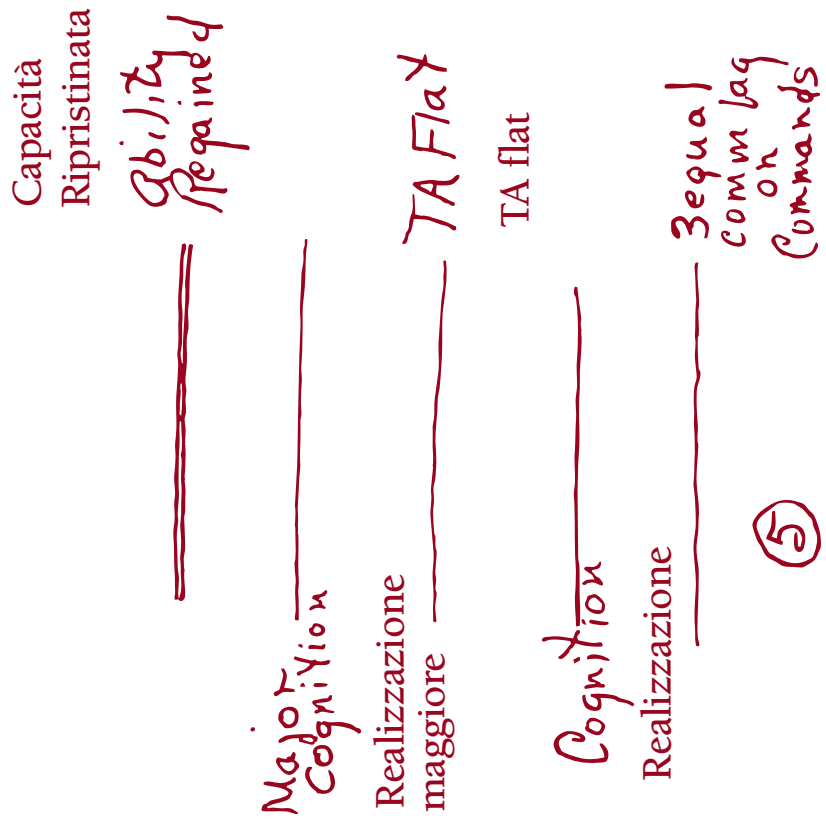 Capacità
Ripristinata
ability
Regained
Major
Cognition
Realizzazione
maggiore
TA Flat
TA flat
Cognition
Realizzazione
3equal
comm lag
on
Commands
5